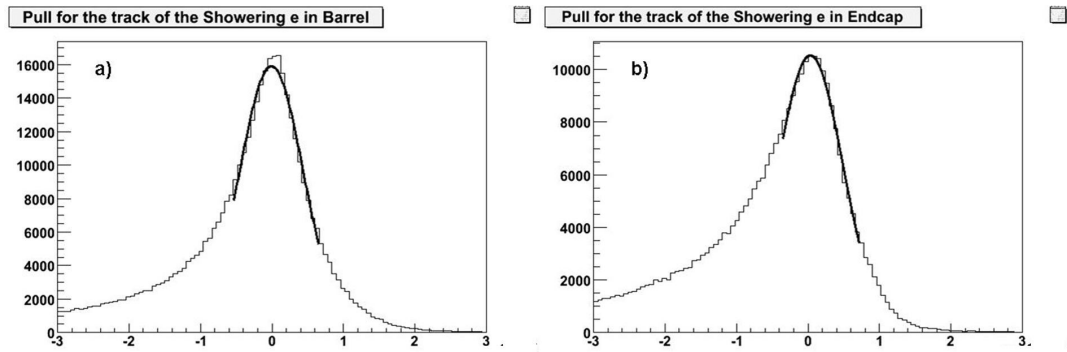 Pull for the track of the Showering e in Barrel
a)
16000
14000
12000
10000
8000
6000
4000
2000
0
-3 -2 -1 0 1 2 3
Pull for the track of the Showering e in Endcap
b)
10000
8000
6000
4000
2000
0
-3 -2 -1 0 1 2 3